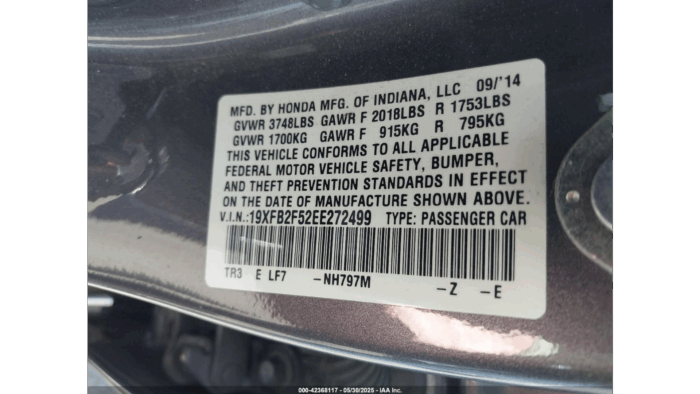 MFD. BY HONDA MFG. OF INDIANA, LLC 09/'14
GVWR 3748LBS GAWR F 2018LBS R 1753LBS
GVWR 1700KG GAWR F 915KG R 795KG
THIS VEHICLE CONFORMS TO ALL APPLICABLE
FEDERAL MOTOR VEHICLE SAFETY, BUMPER,
AND THEFT PREVENTION STANDARDS IN EFFECT
ON THE DATE OF MANUFACTURE SHOWN ABOVE.
V.I.N.:19XFB2F52EE272499 TYPE: PASSENGER CAR
TR3- E LF7 -NH797M -Z -E
000-42368117 - 05/30/2025 - IAA Inc.